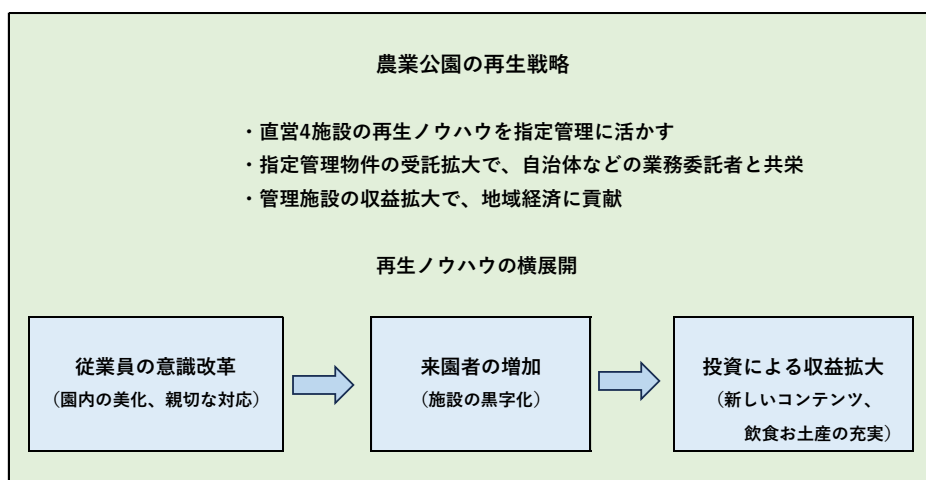 農業公園の再生戦略
・直営4施設の再生ノウハウを指定管理に活かす
・指定管理物件の受託拡大で、自治体などの業務委託者と共栄
・管理施設の収益拡大で、地域経済に貢献
再生ノウハウの横展開
従業員の意識改革
（園内の美化、親切な対応）
来園者の増加
（施設の黒字化）
投資による収益拡大
（新しいコンテンツ、
飲食お土産の充実）